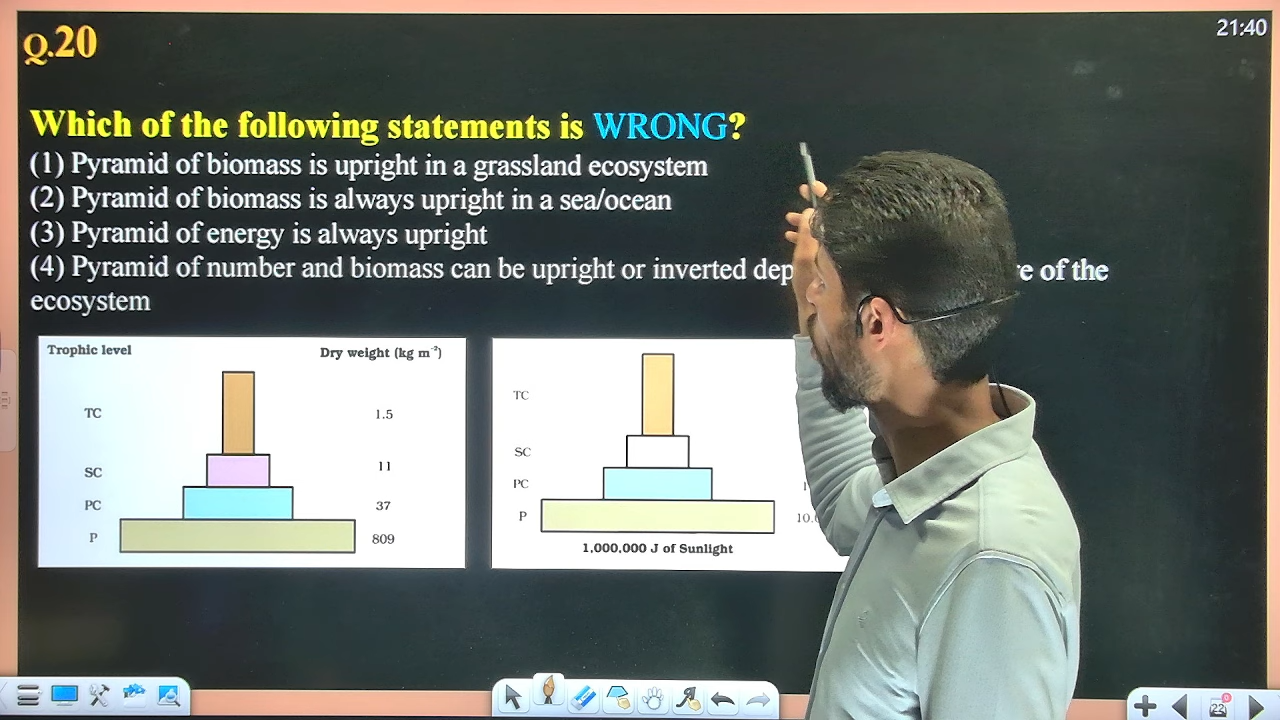 Q.20
21:40
Which of the following statements is WRONG?
(1) Pyramid of biomass is upright in a grassland ecosystem
(2) Pyramid of biomass is always upright in a sea/ocean
(3) Pyramid of energy is always upright
(4) Pyramid of number and biomass can be upright or inverted of the
ecosystem
Trophic level Dry weight (kg m⁻²)
TC 1.5
SC 11
PC 37
P 809
TC
SC
PC
P
1,000,000 J of Sunlight
22